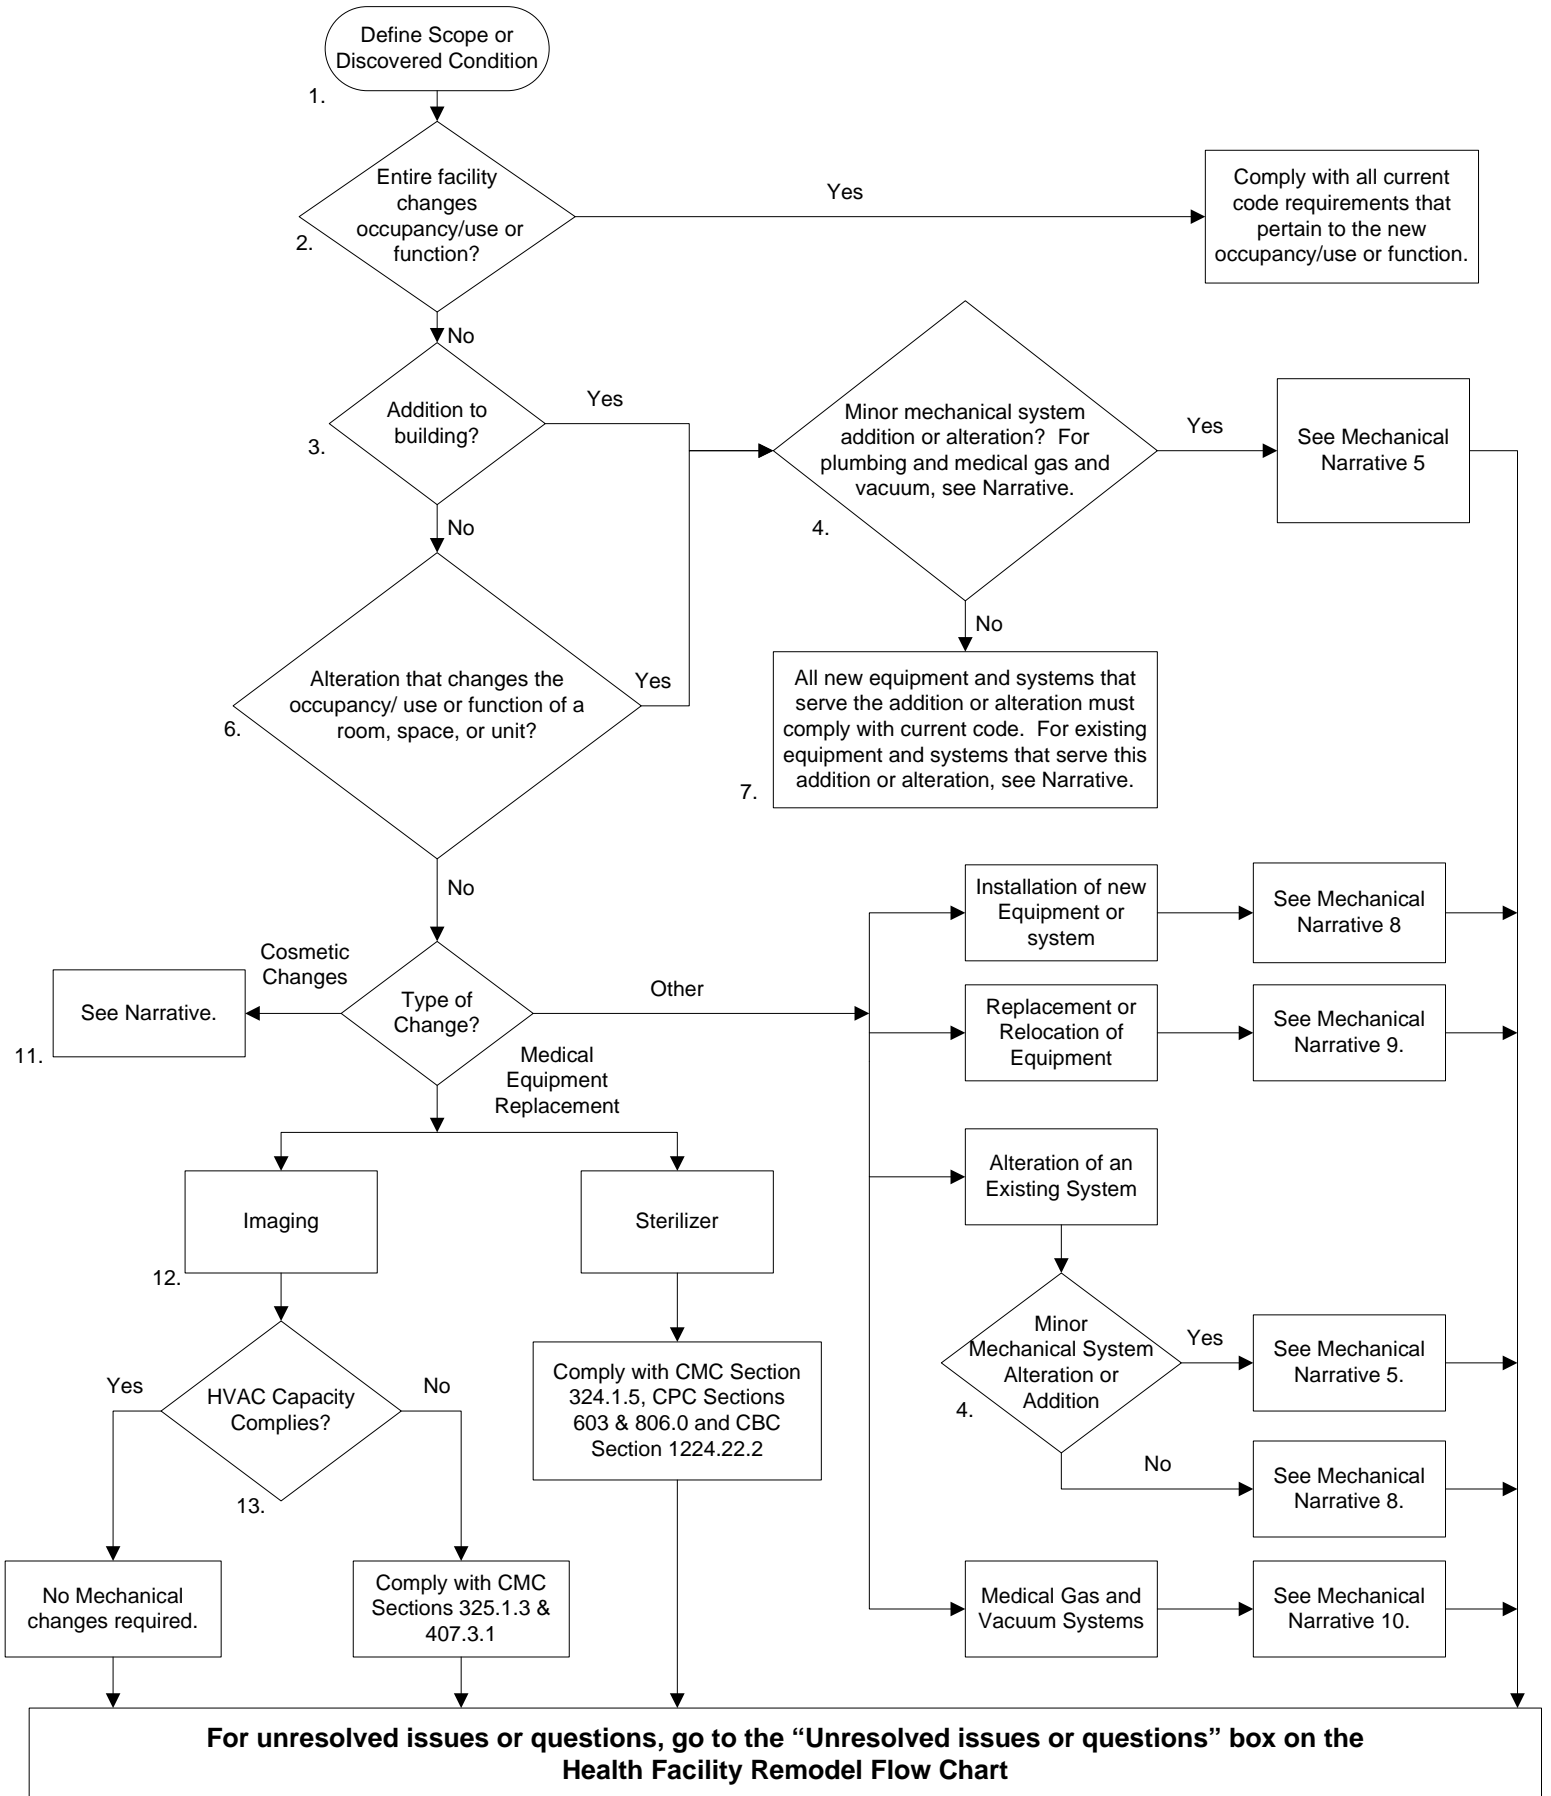 Define Scope or
Discovered Condition
1.
Entire facility
changes
occupancy/use or
function?
2.
Yes
Comply with all current
code requirements that
pertain to the new
occupancy/use or function.
No
Addition to
building?
3.
Yes
Minor mechanical system
addition or alteration?  For
plumbing and medical gas and
vacuum, see Narrative.
4.
Yes
See Mechanical
Narrative 5
No
No
Alteration that changes the
occupancy/ use or function of a
room, space, or unit?
6.
Yes
All new equipment and systems that
serve the addition or alteration must
comply with current code.  For existing
equipment and systems that serve this
addition or alteration, see Narrative.
7.
No
Type of
Change?
Cosmetic
Changes
See Narrative.
11.
Other
Medical
Equipment
Replacement
Installation of new
Equipment or
system
See Mechanical
Narrative 8
Replacement or
Relocation of
Equipment
See Mechanical
Narrative 9.
Alteration of an
Existing System
Minor
Mechanical System
Alteration or
Addition
4.
Yes
See Mechanical
Narrative 5.
No
See Mechanical
Narrative 8.
Medical Gas and
Vacuum Systems
See Mechanical
Narrative 10.
Imaging
12.
Sterilizer
HVAC Capacity
Complies?
13.
Yes
No
Comply with CMC Section
324.1.5, CPC Sections
603 & 806.0 and CBC
Section 1224.22.2
No Mechanical
changes required.
Comply with CMC
Sections 325.1.3 &
407.3.1
For unresolved issues or questions, go to the “Unresolved issues or questions” box on the
Health Facility Remodel Flow Chart